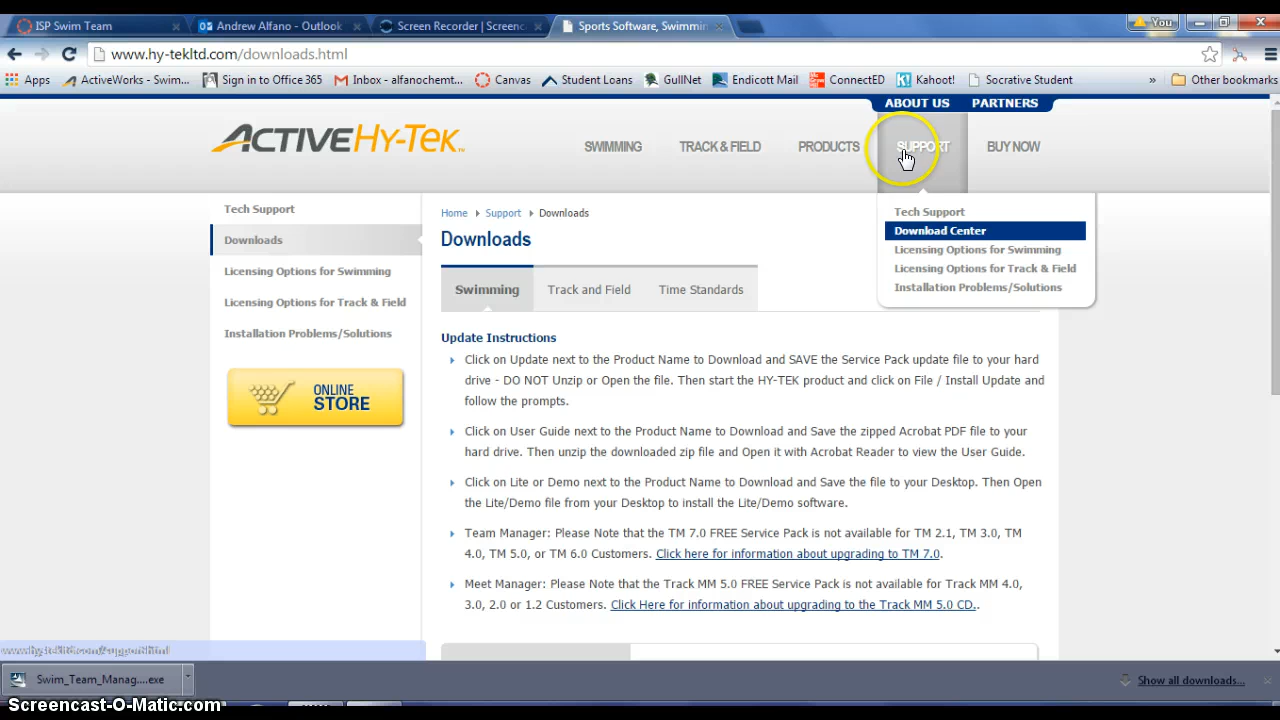 ISP Swim Team
Andrew Alfano - Outlook
Screen Recorder | Screenc
Sports Software, Swimmin
You
www.hy-tekltd.com/downloads.html
Apps
ActiveWorks - Swim...
Sign in to Office 365
Inbox - alfanochent...
Canvas
Student Loans
GullNet
Endicott Mail
ConnectED
Kahoot!
Socrative Student
»
Other bookmarks
ABOUT US
PARTNERS
ACTIVE Hy-Tek
SWIMMING
TRACK & FIELD
PRODUCTS
SUPPORT
BUY NOW
Tech Support
Download Center
Licensing Options for Swimming
Licensing Options for Track & Field
Installation Problems/Solutions
Tech Support
Downloads
Licensing Options for Swimming
Licensing Options for Track & Field
Installation Problems/Solutions
ONLINE
STORE
Home
Support
Downloads
Downloads
Swimming
Track and Field
Time Standards
Update Instructions
Click on Update next to the Product Name to Download and SAVE the Service Pack update file to your hard
drive - DO NOT Unzip or Open the file. Then start the HY-TEK product and click on File / Install Update and
follow the prompts.
Click on User Guide next to the Product Name to Download and Save the zipped Acrobat PDF file to your
hard drive. Then unzip the downloaded zip file and Open it with Acrobat Reader to view the User Guide.
Click on Lite or Demo next to the Product Name to Download and Save the file to your Desktop. Then Open
the Lite/Demo file from your Desktop to install the Lite/Demo software.
Team Manager: Please Note that the TM 7.0 FREE Service Pack is not available for TM 2.1, TM 3.0, TM
4.0, TM 5.0, or TM 6.0 Customers. Click here for information about upgrading to TM 7.0.
Meet Manager: Please Note that the Track MM 5.0 FREE Service Pack is not available for Track MM 4.0,
3.0, 2.0 or 1.2 Customers. Click Here for information about upgrading to the Track MM 5.0 CD..
www.hy-tekltd.com/support.html
Swim_Team_Manag....exe
Show all downloads...
Screencast-O-Matic.com